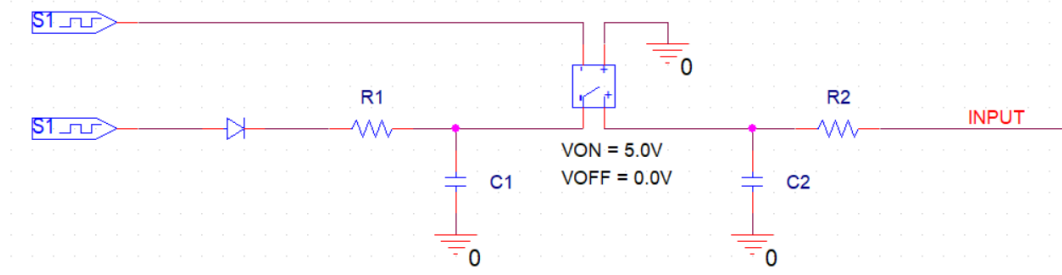 S1
0
S1
R1
R2
INPUT
VON = 5.0V
VOFF = 0.0V
C1
C2
0
0